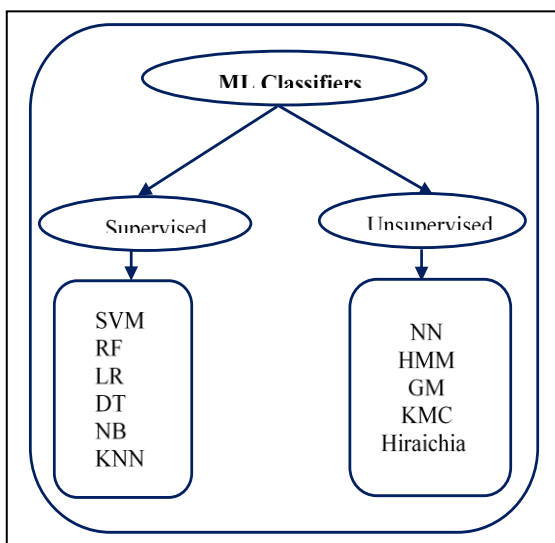 ML Classifiers
Supervised
Unsupervised
SVM
RF
LR
DT
NB
KNN
NN
HMM
GM
KMC
Hiraichia